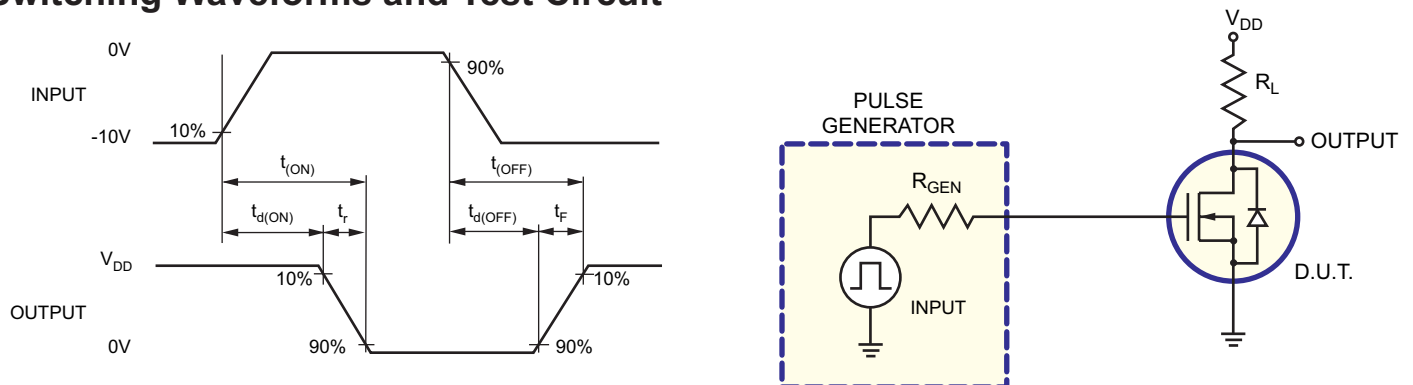 Switching Waveforms and Test Circuit
0V
INPUT
-10V
10%
90%
t(ON)
t(OFF)
td(ON)
tr
td(OFF)
tF
VDD
OUTPUT
0V
10%
90%
90%
10%
VDD
RL
OUTPUT
PULSE
GENERATOR
RGEN
INPUT
D.U.T.